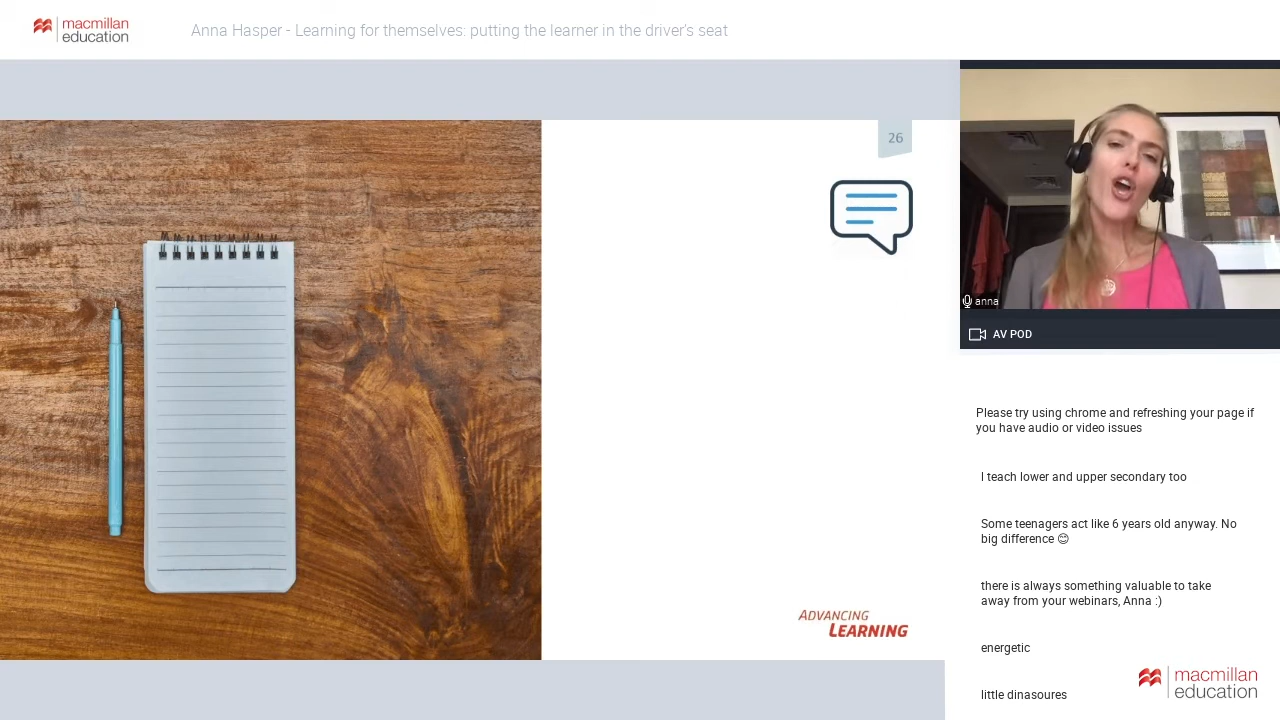 macmillan
education
Anna Hasper - Learning for themselves: putting the learner in the driver's seat
26
ADVANCING
LEARNING
anna
AV POD
Please try using chrome and refreshing your page if
you have audio or video issues
I teach lower and upper secondary too
Some teenagers act like 6 years old anyway. No
big difference 😊
there is always something valuable to take
away from your webinars, Anna :)
energetic
little dinasoures
macmillan
education